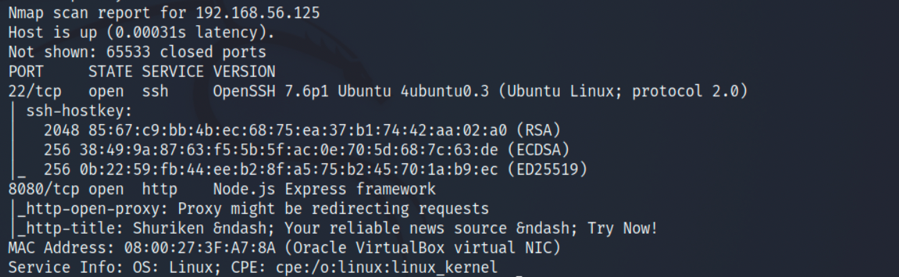 Nmap scan report for 192.168.56.125
Host is up (0.00031s latency).
Not shown: 65533 closed ports
PORT     STATE SERVICE VERSION
22/tcp   open  ssh     OpenSSH 7.6p1 Ubuntu 4ubuntu0.3 (Ubuntu Linux; protocol 2.0)
| ssh-hostkey:
|   2048 85:67:c9:bb:4b:ec:68:75:ea:37:b1:74:42:aa:02:a0 (RSA)
|   256 38:49:9a:87:63:f5:5b:5f:ac:0e:70:5d:68:7c:63:de (ECDSA)
|_  256 0b:22:59:fb:44:ee:b2:8f:a5:75:b2:45:70:1a:b9:ec (ED25519)
8080/tcp open  http    Node.js Express framework
|_http-open-proxy: Proxy might be redirecting requests
|_http-title: Shuriken &ndash; Your reliable news source &ndash; Try Now!
MAC Address: 08:00:27:3F:A7:8A (Oracle VirtualBox virtual NIC)
Service Info: OS: Linux; CPE: cpe:/o:linux:linux_kernel